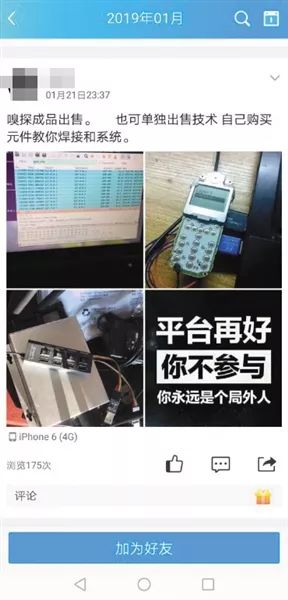 2019年01月
01月21日23:37
嗅探成品出售。 也可单独出售技术 自己购买
元件教你焊接和系统。
平台再好
你不参与
你永远是个局外人
iPhone 6 (4G)
浏览175次
评论
加为好友